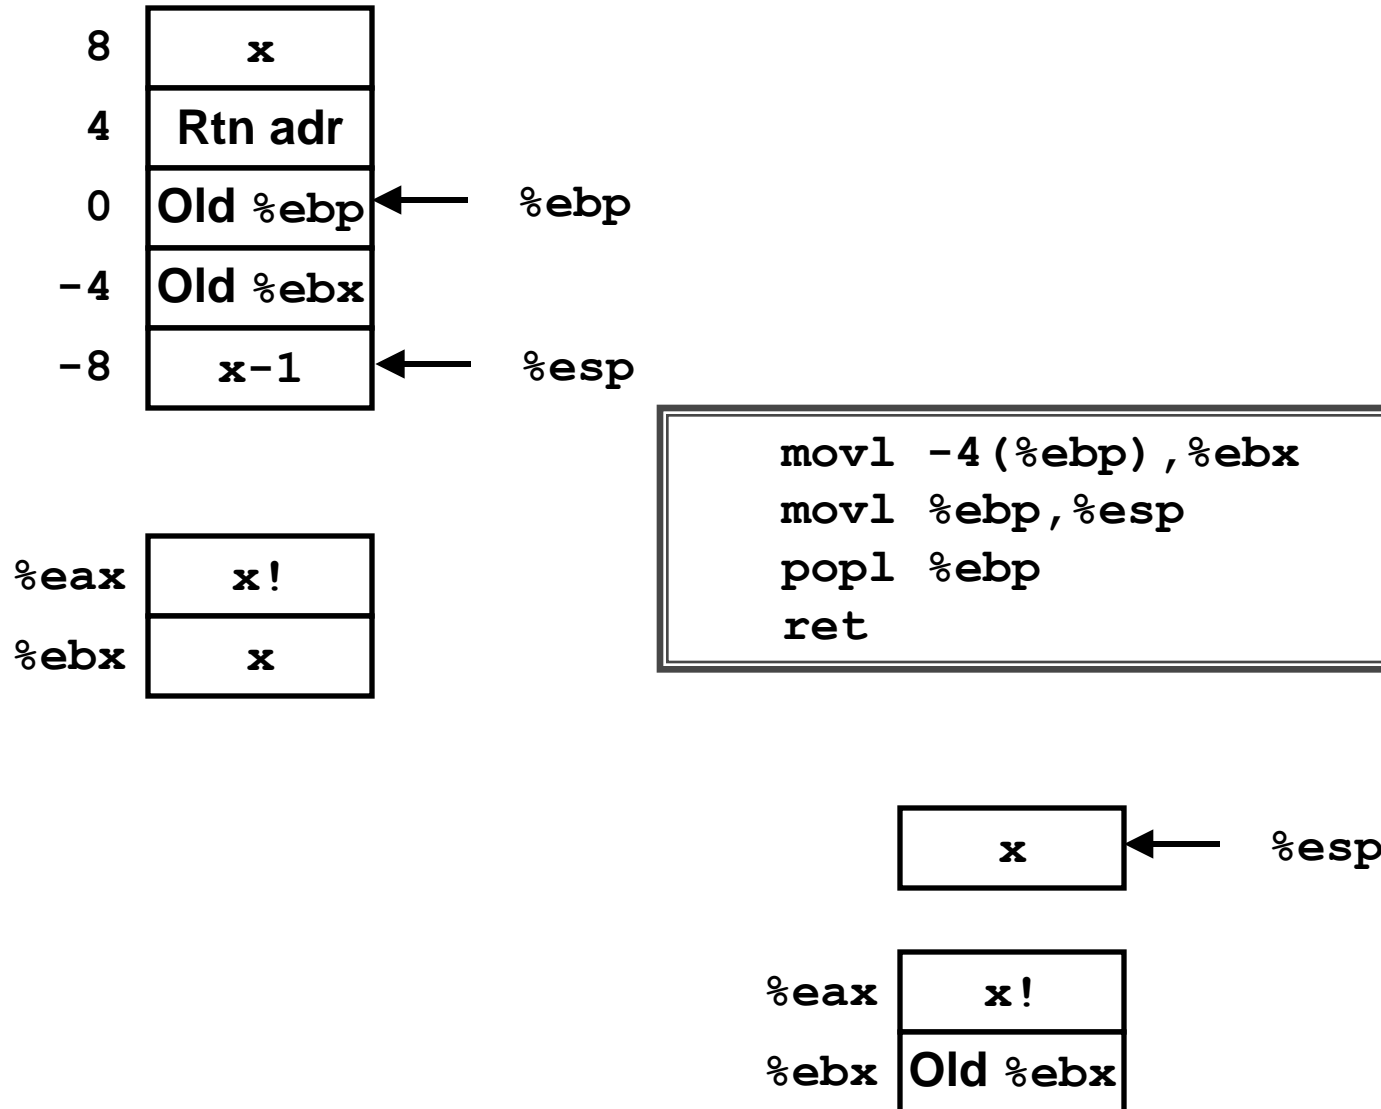 8 x
4 Rtn adr
0 Old %ebp %ebp
-4 Old %ebx
-8 x-1 %esp
movl -4(%ebp),%ebx
movl %ebp,%esp
popl %ebp
ret
%eax x!
%ebx x
x %esp
%eax x!
%ebx Old %ebx